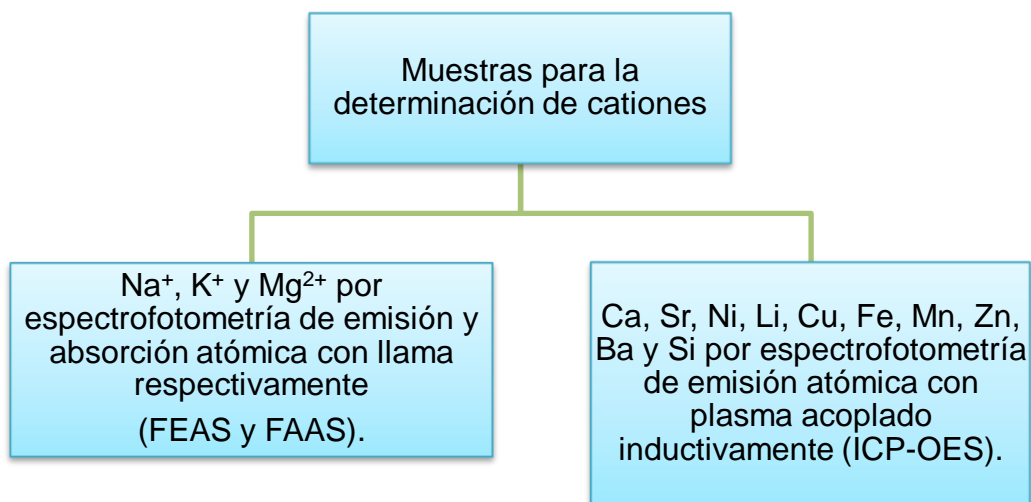 Muestras para la
determinación de cationes
Na⁺, K⁺ y Mg²⁺ por
espectrofotometría de emisión y
absorción atómica con llama
respectivamente
(FEAS y FAAS).
Ca, Sr, Ni, Li, Cu, Fe, Mn, Zn,
Ba y Si por espectrofotometría
de emisión atómica con
plasma acoplado
inductivamente (ICP-OES).